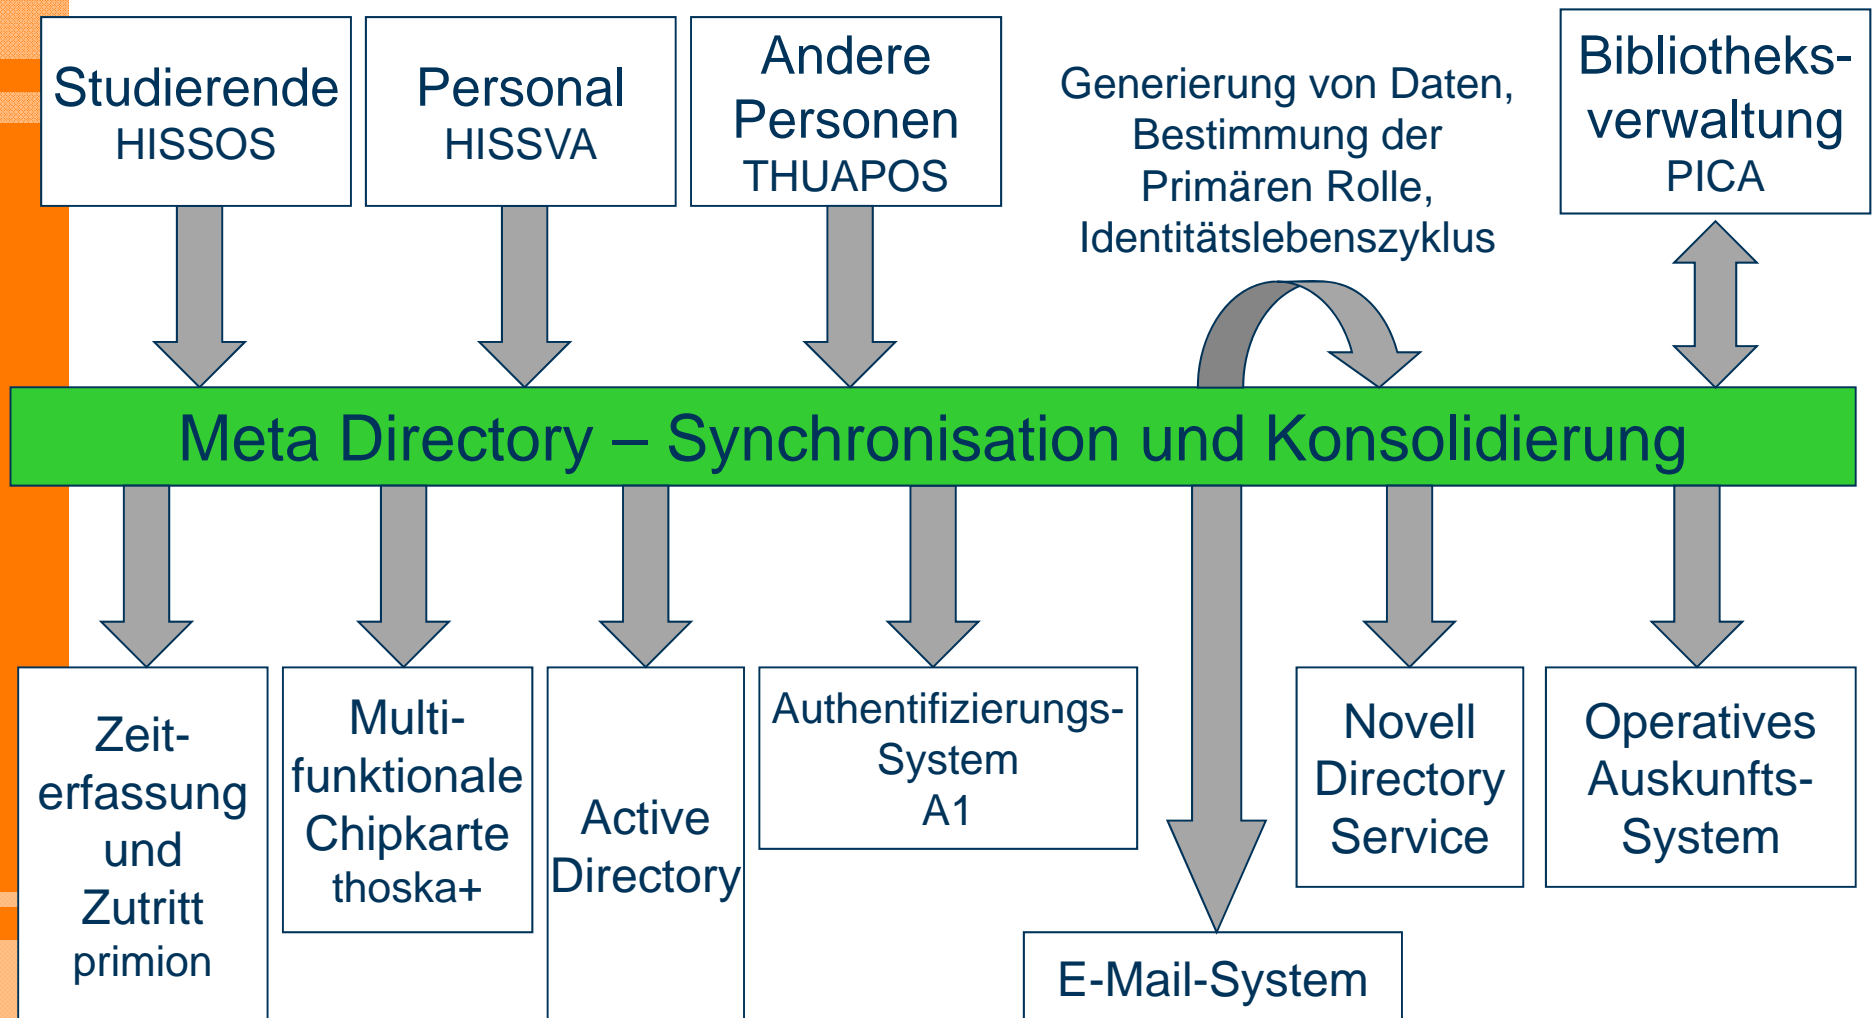 Studierende
HISSOS
Personal
HISSVA
Andere
Personen
THUAPOS
Generierung von Daten,
Bestimmung der
Primären Rolle,
Identitätslebenszyklus
Bibliotheks-
verwaltung
PICA
Meta Directory – Synchronisation und Konsolidierung
Zeit-
erfassung
und
Zutritt
primion
Multi-
funktionale
Chipkarte
thoska+
Active
Directory
Authentifizierungs-
System
A1
E-Mail-System
Novell
Directory
Service
Operatives
Auskunfts-
System